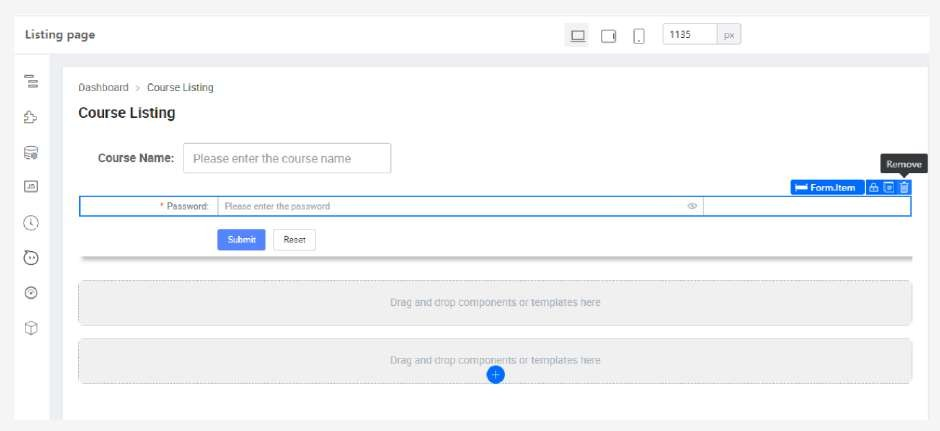 Listing page
1135 px
Dashboard > Course Listing
Course Listing
Course Name: Please enter the course name
Remove
Form.Item
* Password: Please enter the password
Submit Reset
Drag and drop components or templates here
Drag and drop components or templates here
JS